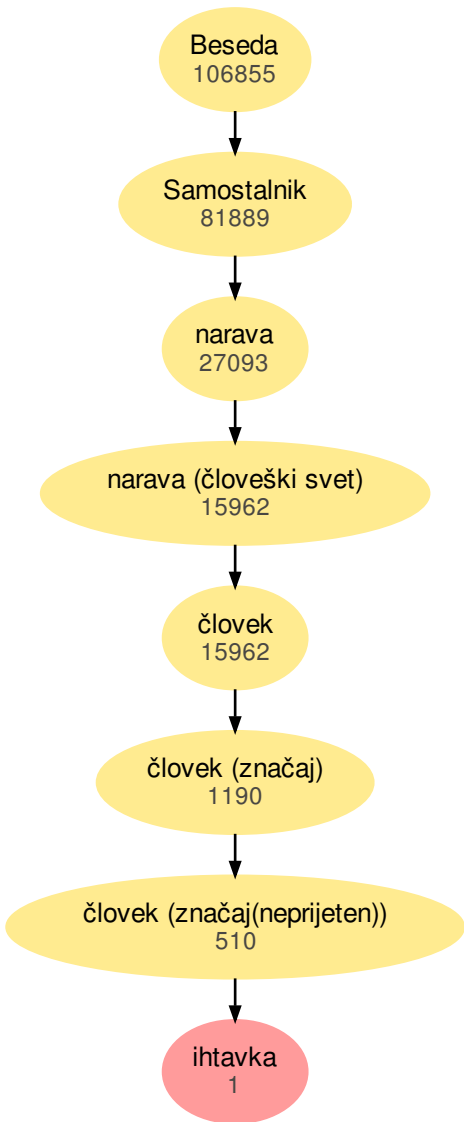 Beseda
106855
Samostalnik
81889
narava
27093
narava (človeški svet)
15962
človek
15962
človek (značaj)
1190
človek (značaj(neprijeten))
510
ihtavka
1